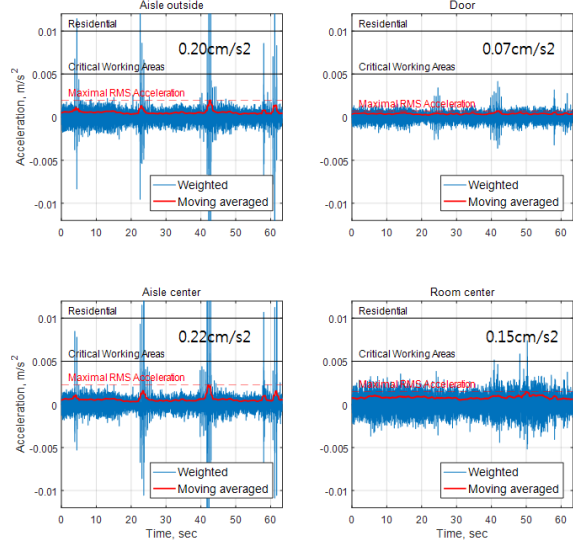 Aisle outside
Acceleration, m/s²
0.01
0.005
0
-0.005
-0.01
Residential
0.20cm/s2
Critical Working Areas
Maximal RMS Acceleration
Weighted
Moving averaged
0 10 20 30 40 50 60
Door
0.01
0.005
0
-0.005
-0.01
Residential
0.07cm/s2
Critical Working Areas
Maximal RMS Acceleration
Weighted
Moving averaged
0 10 20 30 40 50 60
Aisle center
Acceleration, m/s²
0.01
0.005
0
-0.005
-0.01
Residential
0.22cm/s2
Critical Working Areas
Maximal RMS Acceleration
Weighted
Moving averaged
0 10 20 30 40 50 60
Time, sec
Room center
0.01
0.005
0
-0.005
-0.01
Residential
0.15cm/s2
Critical Working Areas
Maximal RMS Acceleration
Weighted
Moving averaged
0 10 20 30 40 50 60
Time, sec